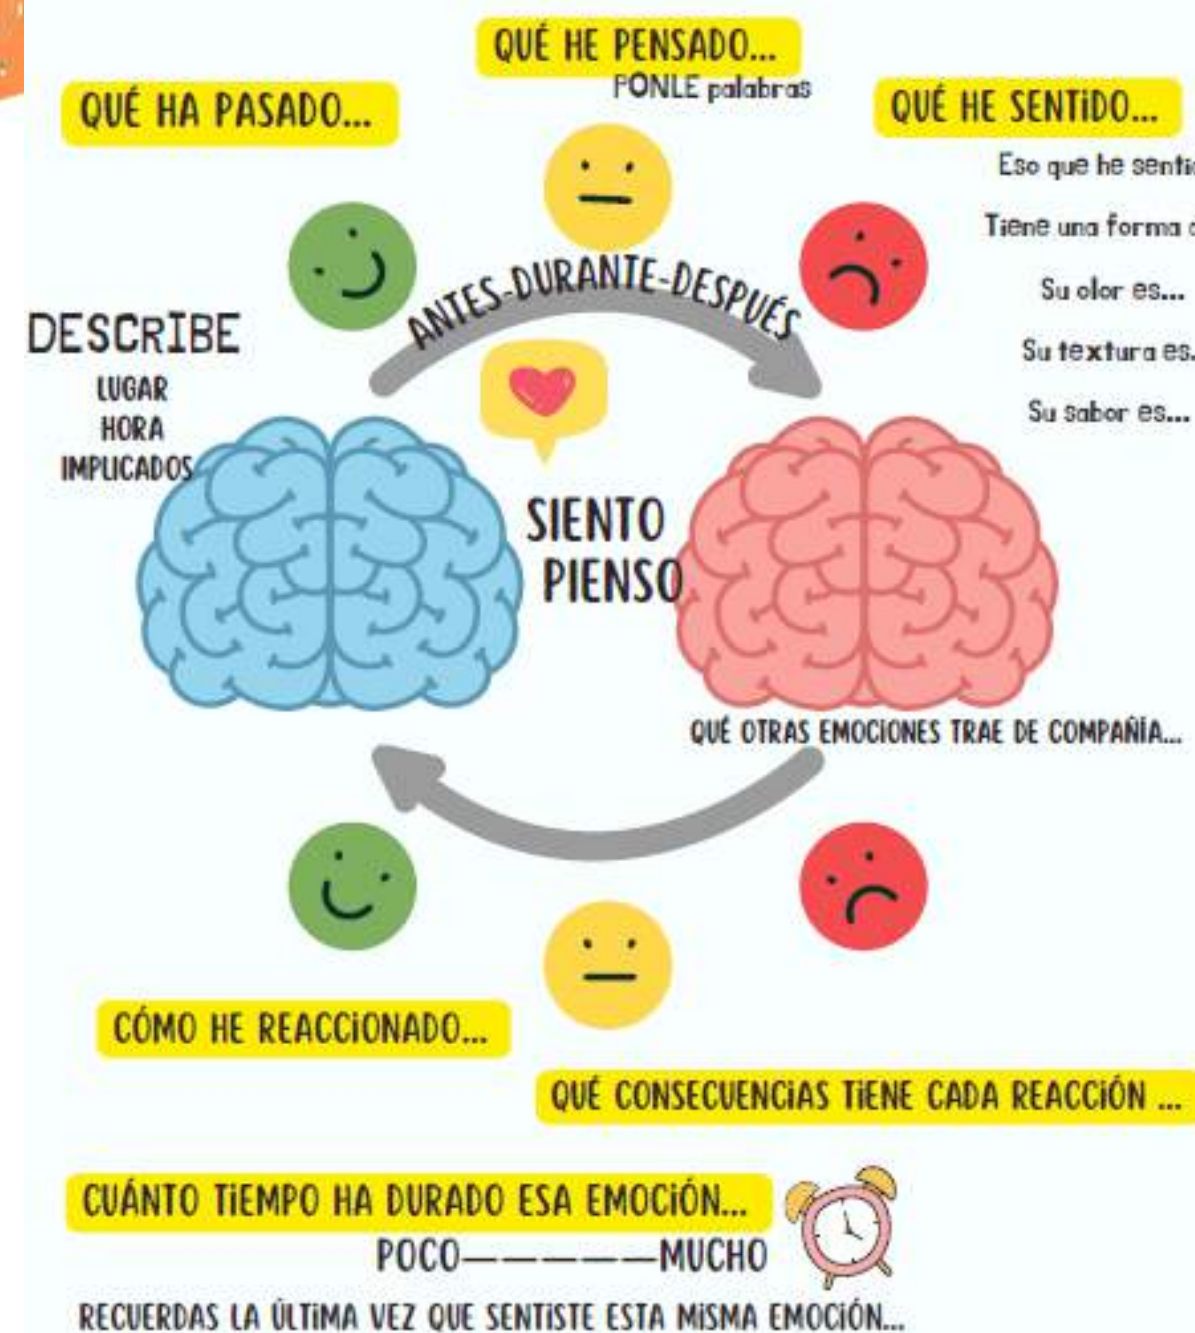 QUÉ HE PENSADO...
PONLE palabras
QUÉ HA PASADO...
QUÉ HE SENTIDO...
Eso que he
Tiene una forma
Su olor es...
Su textura es.
Su sabor es...
ANTES-DURANTE-DESPUÉS
DESCRIBE
LUGAR
HORA
IMPLICADOS
SIENTO
PIENSO
QUÉ OTRAS EMOCIONES TRAE DE COMPAÑÍA...
CÓMO HE REACCIONADO...
QUÉ CONSECUENCIAS TIENE CADA REACCIÓN ...
CUÁNTO TIEMPO HA DURADO ESA EMOCIÓN...
POCO—————MUCHO
RECUERDAS LA ÚLTIMA VEZ QUE SENTISTE ESTA MISMA EMOCIÓN...